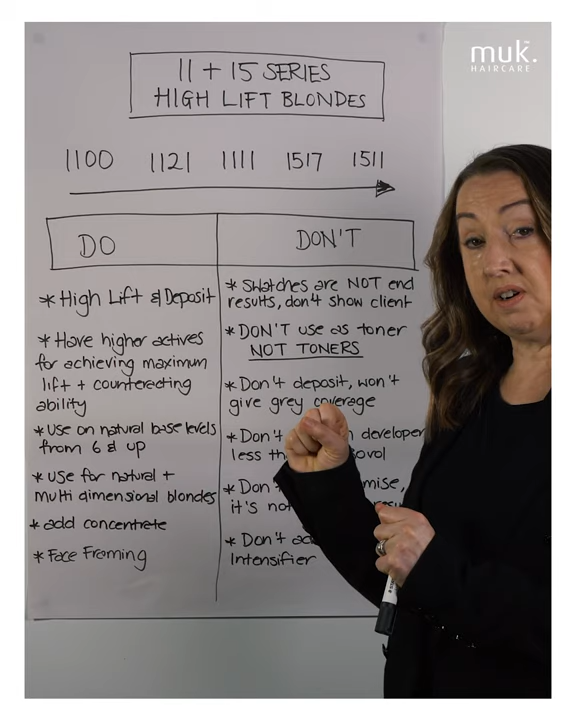 muk.
HAIRCARE
11 + 15 SERIES
HIGH LIFT BLONDES
1100 1121 1111 1517 1511
DO
* High Lift & Deposit
* Have higher actives
for achieving maximum
lift + counteracting
ability
* Use on natural base levels
from 6 & up
* use for natural +
multi dimensional blondes
* add concentrate
* Face Framing
DON'T
* Swatches are NOT end
results, don't show client
* DON'T use as toner
NOT TONERS
* Don't deposit, won't
give grey coverage
* Don't developer
less
* Don mise,
it's not
* Don't
Intensifier